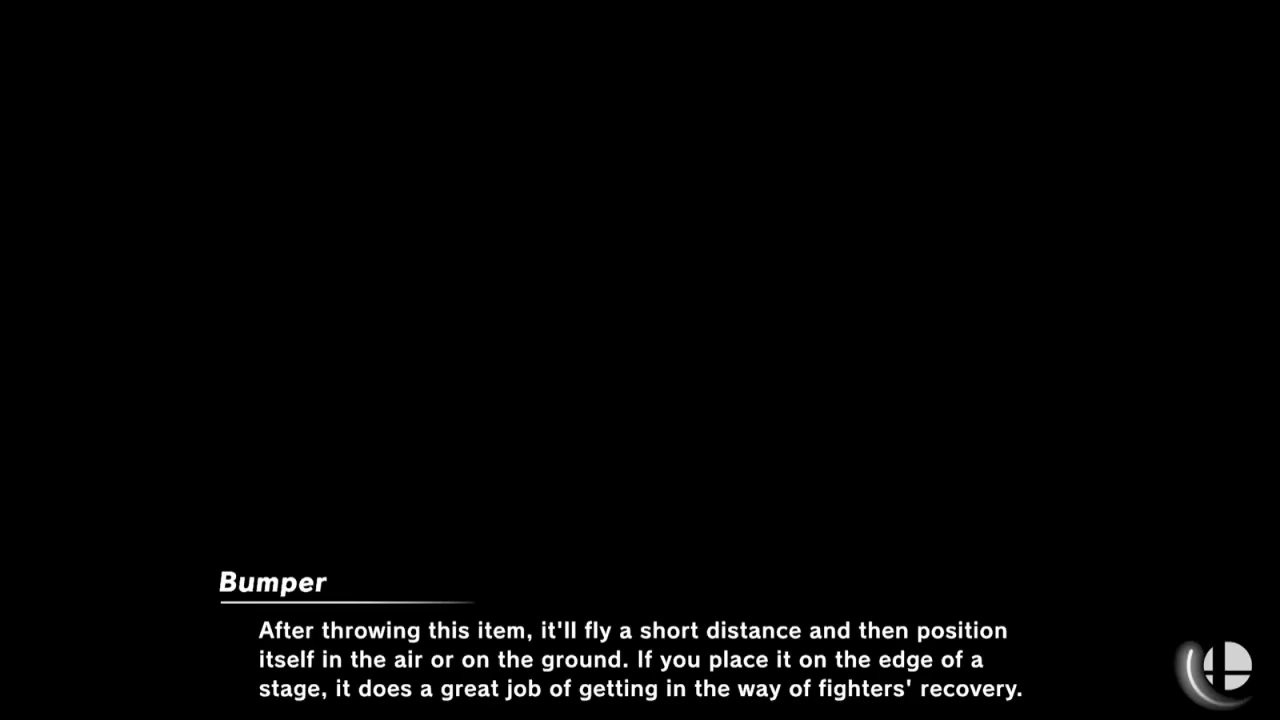 Bumper
After throwing this item, it'll fly a short distance and then position
itself in the air or on the ground. If you place it on the edge of a
stage, it does a great job of getting in the way of fighters' recovery.